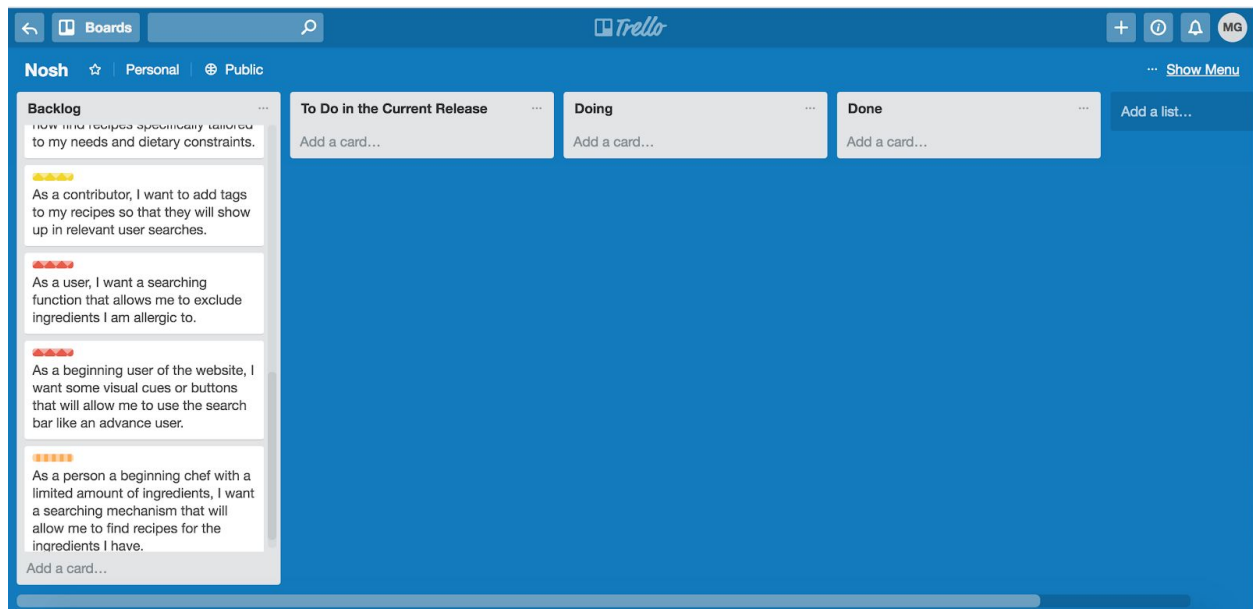 Boards
Trello
MG
Nosh
Personal
Public
... Show Menu
Backlog ...
now find recipes specifically tailored
to my needs and dietary constraints.
As a contributor, I want to add tags
to my recipes so that they will show
up in relevant user searches.
As a user, I want a searching
function that allows me to exclude
ingredients I am allergic to.
As a beginning user of the website, I
want some visual cues or buttons
that will allow me to use the search
bar like an advance user.
As a person a beginning chef with a
limited amount of ingredients, I want
a searching mechanism that will
allow me to find recipes for the
ingredients I have.
Add a card...
To Do in the Current Release ...
Add a card...
Doing ...
Add a card...
Done ...
Add a card...
Add a list...